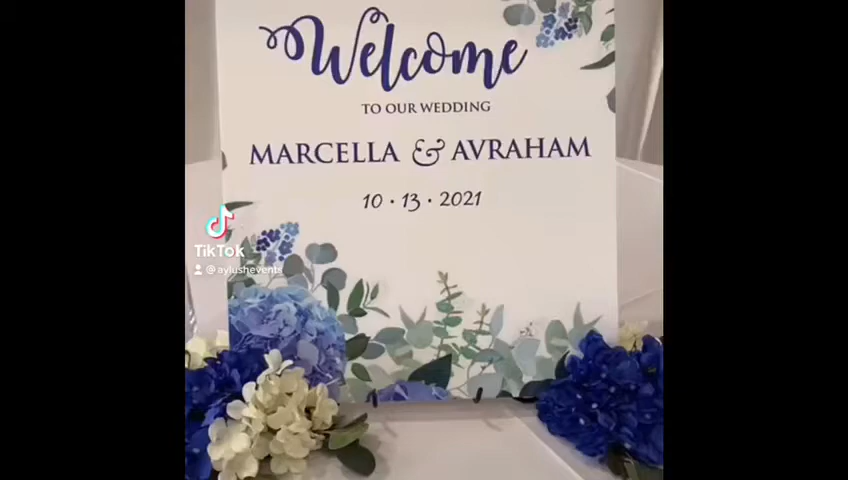 Welcome
TO OUR WEDDING
MARCELLA & AVRAHAM
10 · 13 · 2021
TikTok
@aylushevents